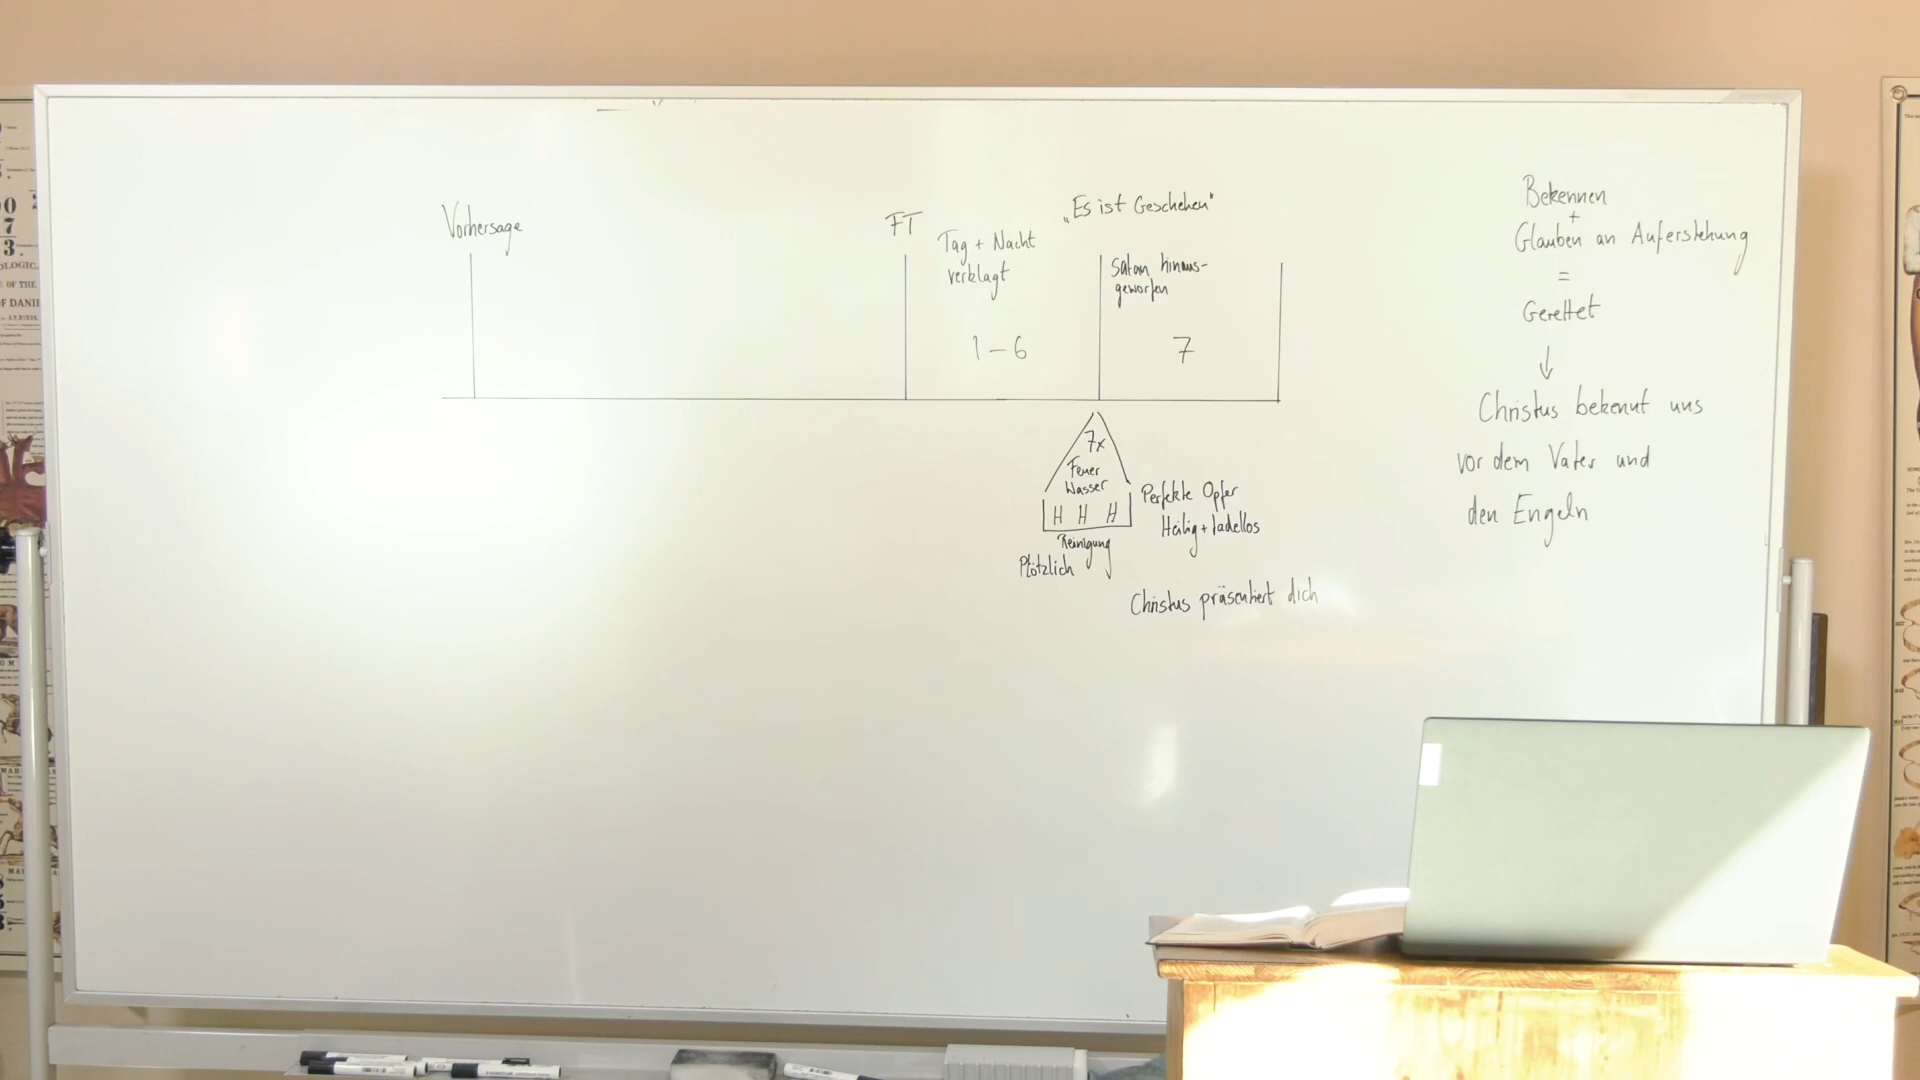 Vorhersage
FT
Tag + Nacht
verklagt
1 – 6
„Es ist Geschehen“
Satan hinaus-
geworfen
7
7x
Feuer
Wasser
H H H
Reinigung
Plötzlich
Perfekte Opfer
Heilig + tadellos
Christus präsentiert dich
Bekennen
+
Glauben an Auferstehung
=
Gerettet
↓
Christus bekennt uns
vor dem Vater und
den Engeln